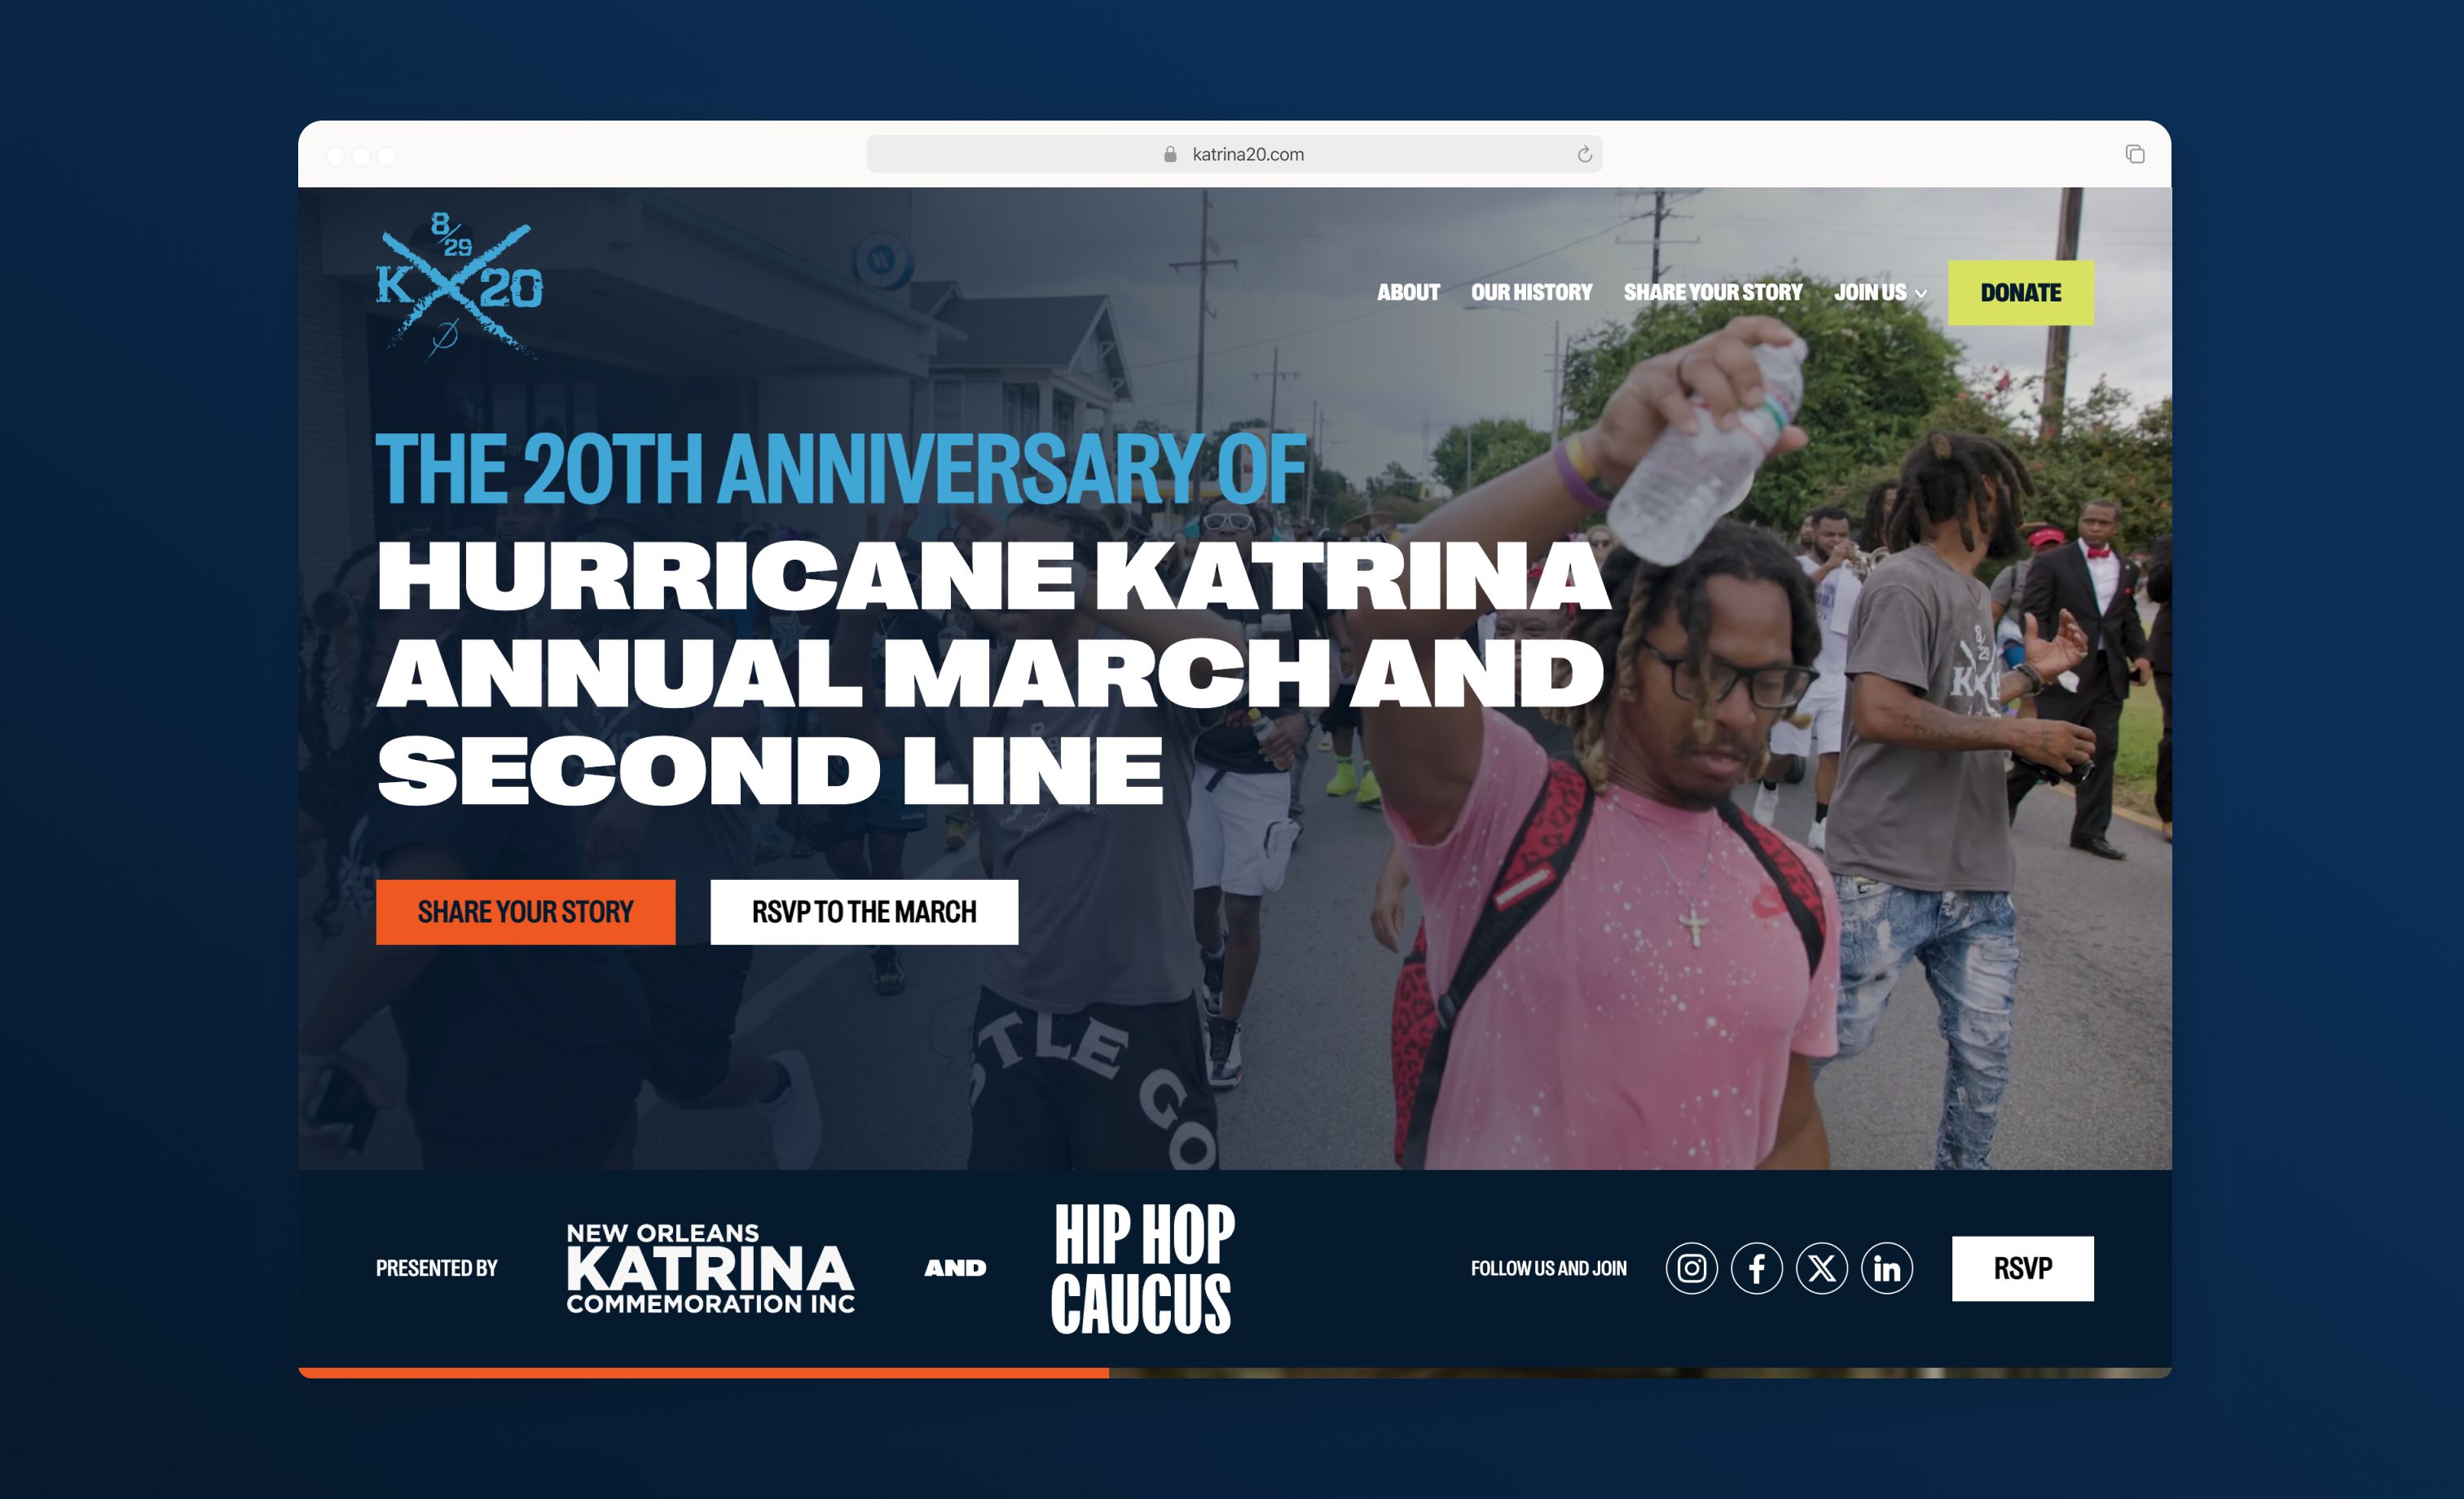 katrina20.com
8/29
K 20
ABOUT
OUR HISTORY
SHARE YOUR STORY
JOIN US
DONATE
THE 20TH ANNIVERSARY OF
HURRICANE KATRINA
ANNUAL MARCH AND
SECOND LINE
SHARE YOUR STORY
RSVP TO THE MARCH
TLE GO
PRESENTED BY
NEW ORLEANS
KATRINA
COMMEMORATION INC
AND
HIP HOP
CAUCUS
FOLLOW US AND JOIN
RSVP